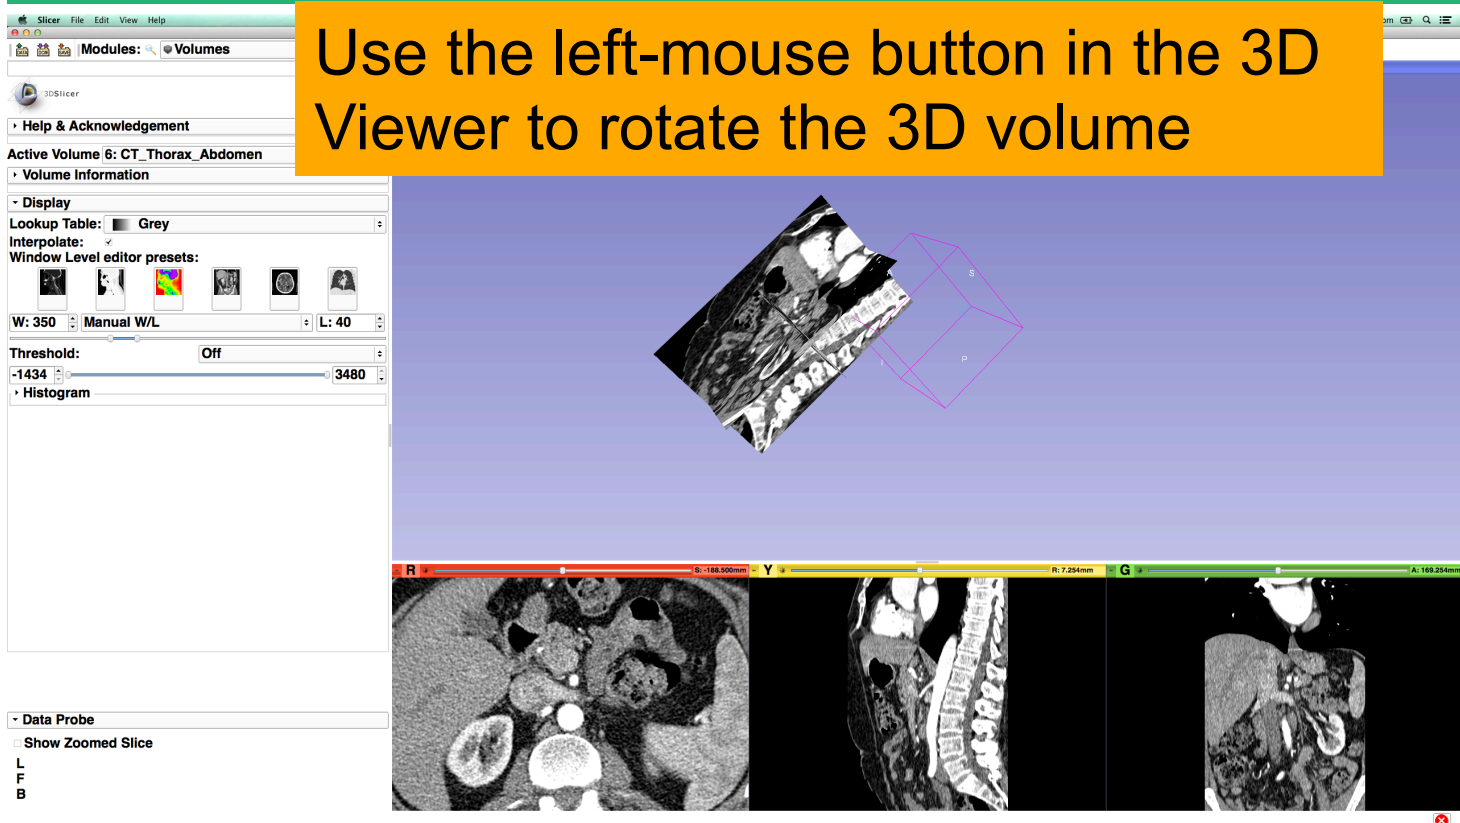 Slicer File Edit View Help
Use the left-mouse button in the 3D
Viewer to rotate the 3D volume
DATA DCM SAVE Modules: Volumes
3DSlicer
Help & Acknowledgement
Active Volume 6: CT_Thorax_Abdomen
Volume Information
Display
Lookup Table: Grey
Interpolate:
Window Level editor presets:
W: 350 Manual W/L L: 40
Threshold: Off
-1434 3480
Histogram
S
P
R S: -188.500mm Y R: 7.254mm G A: 169.254mm
Data Probe
Show Zoomed Slice
L
F
B